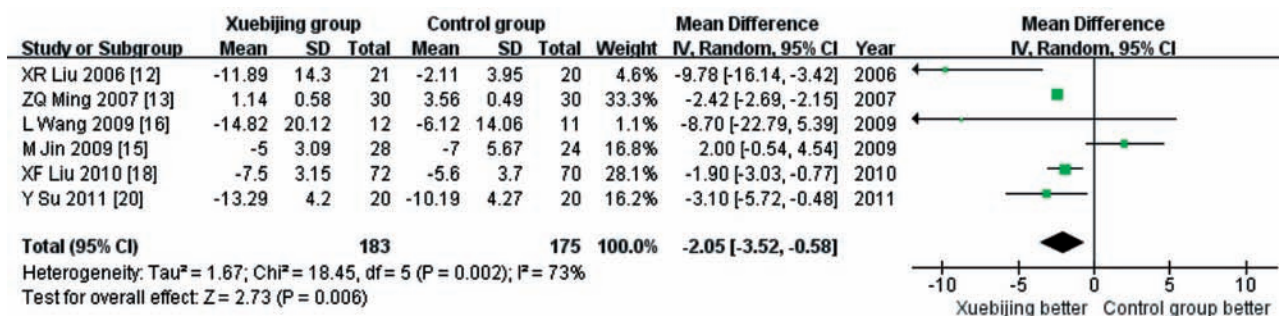 Xuebijing group Control group Mean Difference Mean Difference
Study or Subgroup Mean SD Total Mean SD Total Weight IV, Random, 95% CI Year IV, Random, 95% CI
XR Liu 2006 [12] -11.89 14.3 21 -2.11 3.95 20 4.6% -9.78 [-16.14, -3.42] 2006
ZQ Ming 2007 [13] 1.14 0.58 30 3.56 0.49 30 33.3% -2.42 [-2.69, -2.15] 2007
L Wang 2009 [16] -14.82 20.12 12 -6.12 14.06 11 1.1% -8.70 [-22.79, 5.39] 2009
M Jin 2009 [15] -5 3.09 28 -7 5.67 24 16.8% 2.00 [-0.54, 4.54] 2009
XF Liu 2010 [18] -7.5 3.15 72 -5.6 3.7 70 28.1% -1.90 [-3.03, -0.77] 2010
Y Su 2011 [20] -13.29 4.2 20 -10.19 4.27 20 16.2% -3.10 [-5.72, -0.48] 2011
Total (95% CI) 183 175 100.0% -2.05 [-3.52, -0.58]
Heterogeneity: Tau² = 1.67; Chi² = 18.45, df = 5 (P = 0.002); I² = 73%
Test for overall effect: Z = 2.73 (P = 0.006)
-10 -5 0 5 10
Xuebijing better Control group better